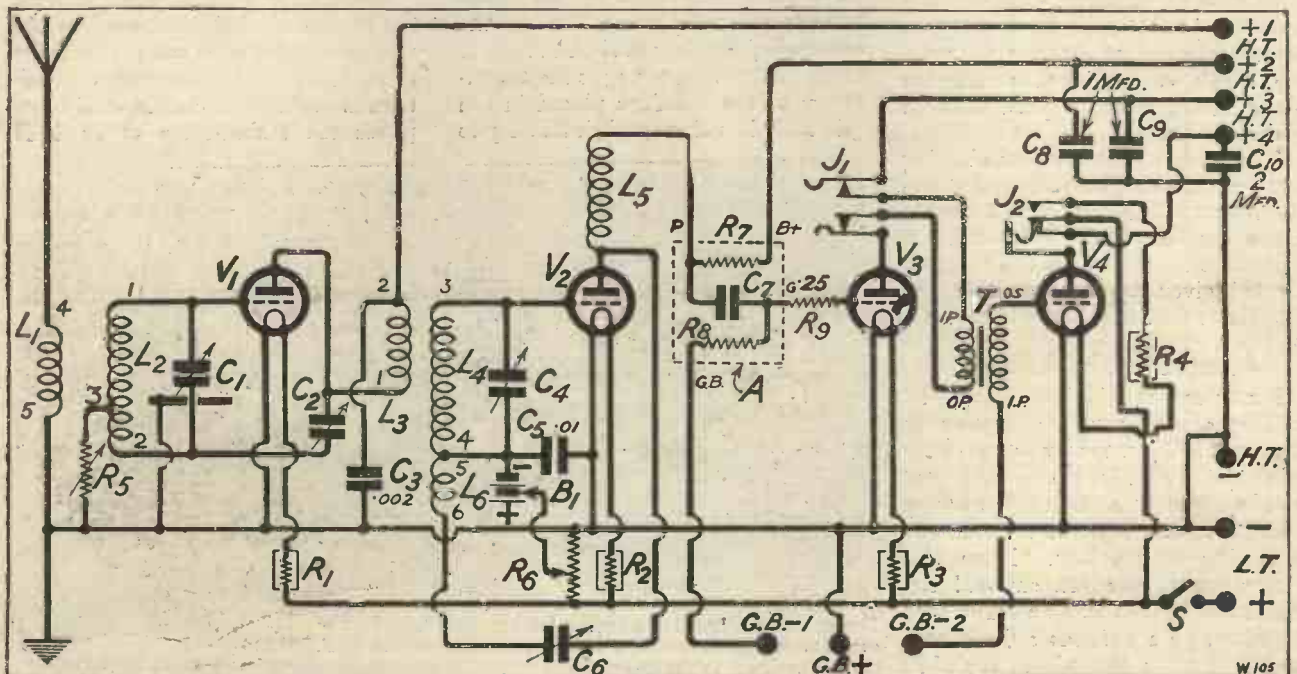 +1
H.T.
+2
H.T.
+3
H.T.
+4
1 MFD.
C8
C9
C10
2
MFD.
J1
J2
L5
P
R7
B+
V1
V2
V3
V4
4
L1
5
1
L2
C1
3
2
R5
2
C2
1
L3
C3
.002
3
L4
C4
4
C5 .01
5
L6
6
B1
-
+
C7
G
.25
R9
R8
G.B.
A
I.P.
T
O.S.
O.P.
I.P.
R4
H.T.
-
-
L.T.
+
S
R1
R6
R2
R3
C6
G.B.-1
G.B.+
G.B.-2
W105